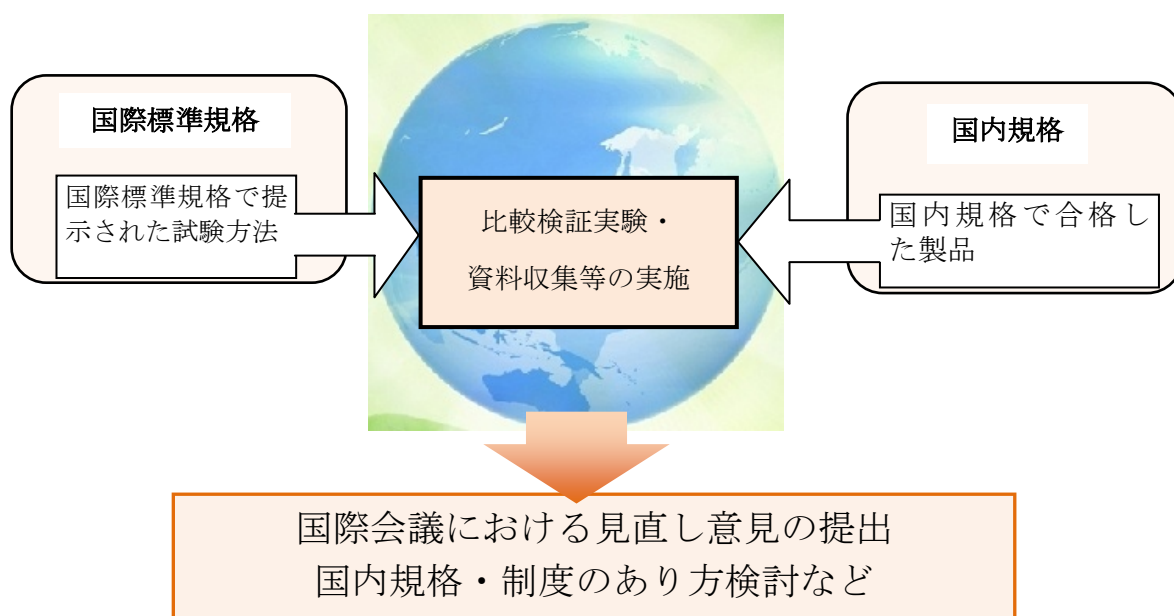 国際標準規格
国際標準規格で提
示された試験方法
比較検証実験・
資料収集等の実施
国内規格
国内規格で合格し
た製品
国際会議における見直し意見の提出
国内規格・制度のあり方検討など